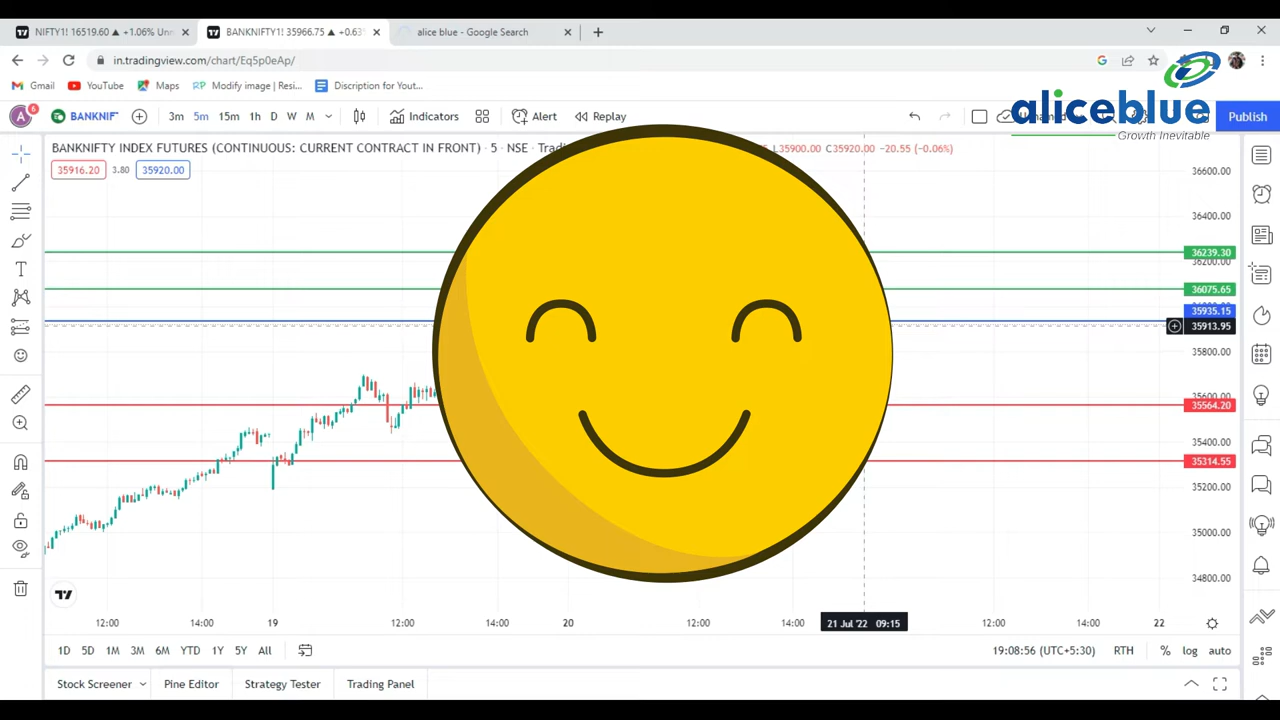 NIFTY1! 16519.60 ▲ +1.06% Unn
BANKNIFTY1! 35966.75 ▲ +0.63%
alice blue - Google Search
in.tradingview.com/chart/Eq5p0eAp/
Gmail
YouTube
Maps
Modify image | Resi...
Discription for Yout...
aliceblue
Growth Inevitable
A
6
BANKNIF
3m 5m 15m 1h D W M
Indicators
Alert
Replay
Publish
BANKNIFTY INDEX FUTURES (CONTINUOUS: CURRENT CONTRACT IN FRONT) · 5 · NSE · Tradi
L35900.00 C35920.00 -20.55 (-0.06%)
35916.20 3.80 35920.00
36600.00
36400.00
36239.30
36200.00
36075.65
35935.15
35913.95
35800.00
35600.00
35564.20
35400.00
35314.55
35200.00
35000.00
34800.00
12:00 14:00 19 12:00 14:00 20 12:00 14:00 21 Jul '22 09:15 12:00 14:00 22
1D 5D 1M 3M 6M YTD 1Y 5Y All
19:08:56 (UTC+5:30) RTH % log auto
Stock Screener
Pine Editor
Strategy Tester
Trading Panel